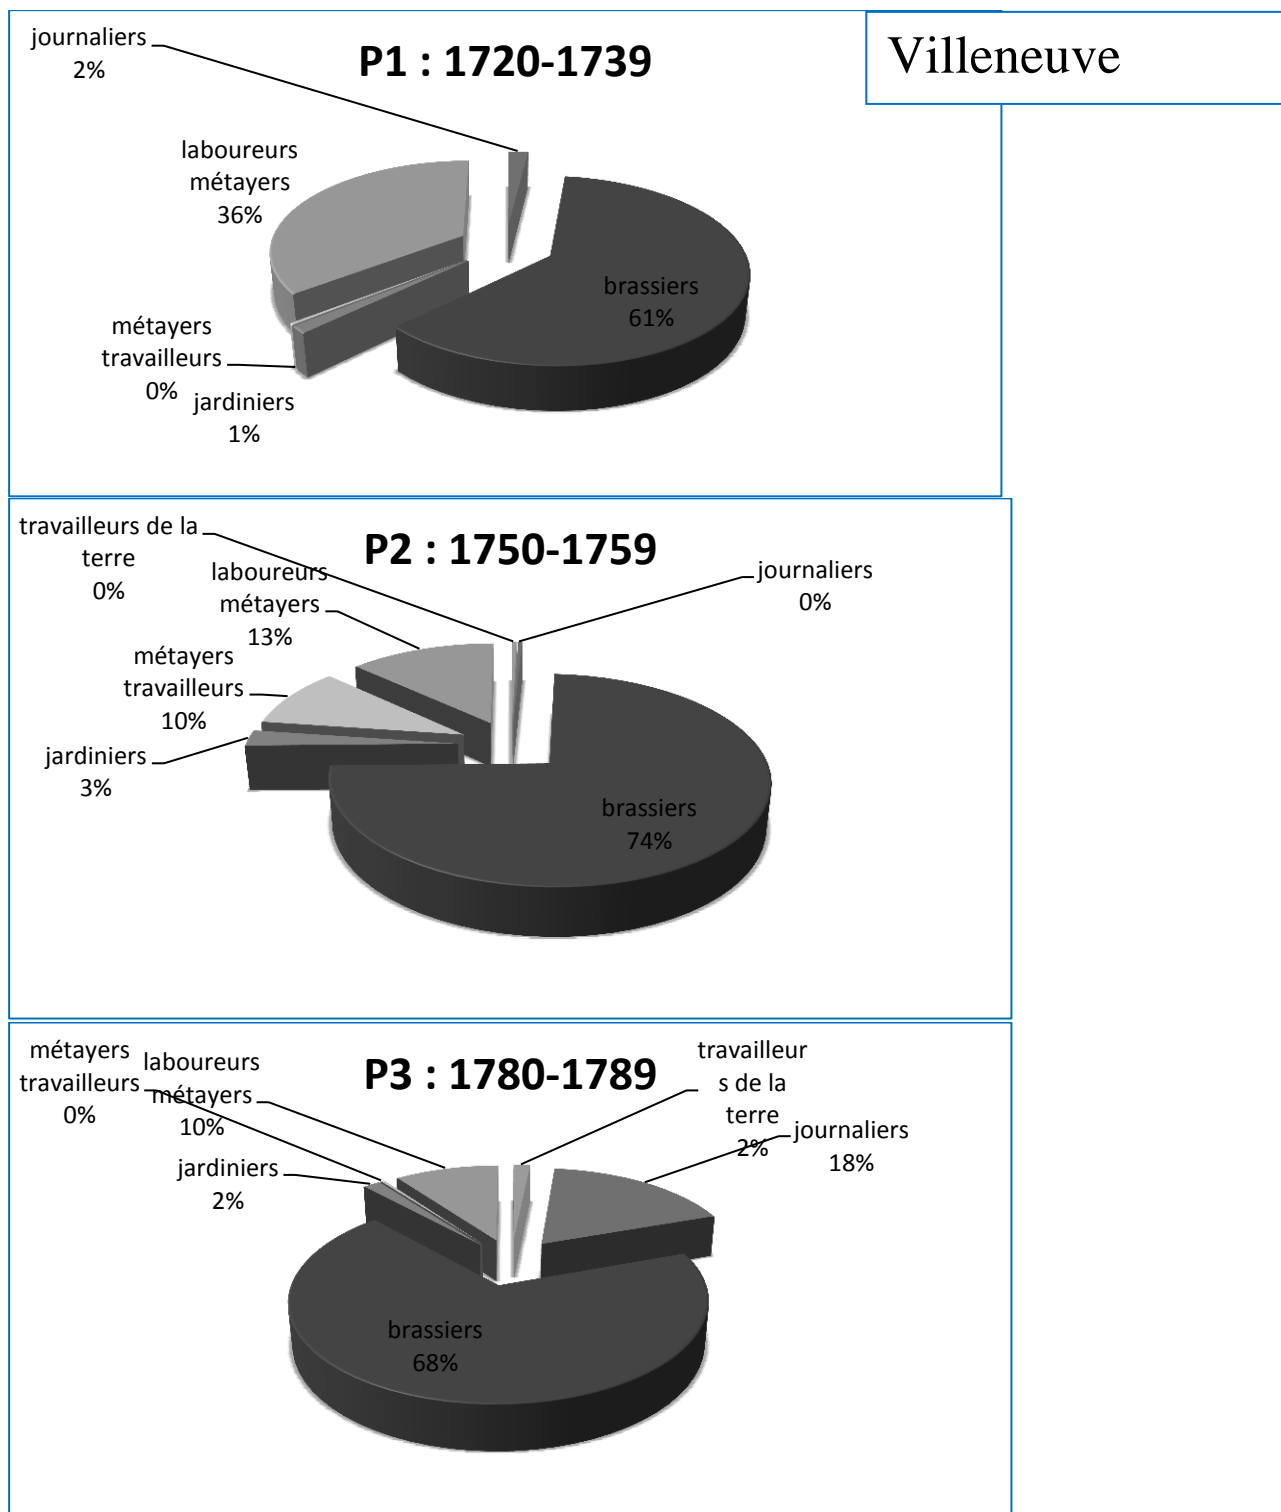 Villeneuve
P1 : 1720-1739
journaliers
2%
laboureurs
métayers
36%
brassiers
61%
métayers
travailleurs
0%
jardiniers
1%
P2 : 1750-1759
travailleurs de la
terre
0%
laboureurs
métayers
13%
journaliers
0%
métayers
travailleurs
10%
jardiniers
3%
brassiers
74%
P3 : 1780-1789
métayers
travailleurs
0%
laboureurs
métayers
10%
travailleur
s de la
terre
2%
journaliers
18%
jardiniers
2%
brassiers
68%